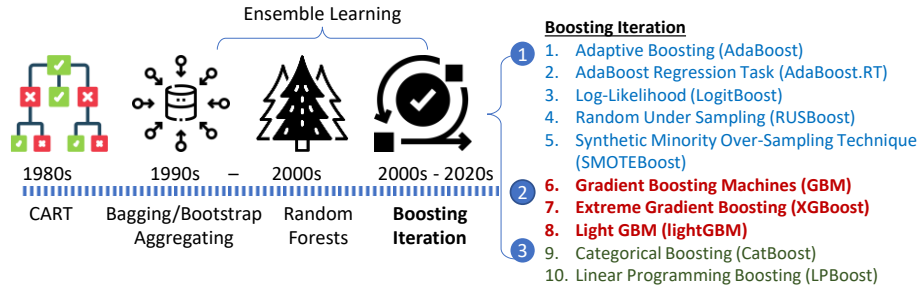 Ensemble Learning
1980s
1990s – 2000s
2000s - 2020s
CART
Bagging/Bootstrap
Aggregating
Random
Forests
Boosting
Iteration
1
2
3
Boosting Iteration
1. Adaptive Boosting (AdaBoost)
2. AdaBoost Regression Task (AdaBoost.RT)
3. Log-Likelihood (LogitBoost)
4. Random Under Sampling (RUSBoost)
5. Synthetic Minority Over-Sampling Technique
(SMOTEBoost)
6. Gradient Boosting Machines (GBM)
7. Extreme Gradient Boosting (XGBoost)
8. Light GBM (lightGBM)
9. Categorical Boosting (CatBoost)
10. Linear Programming Boosting (LPBoost)